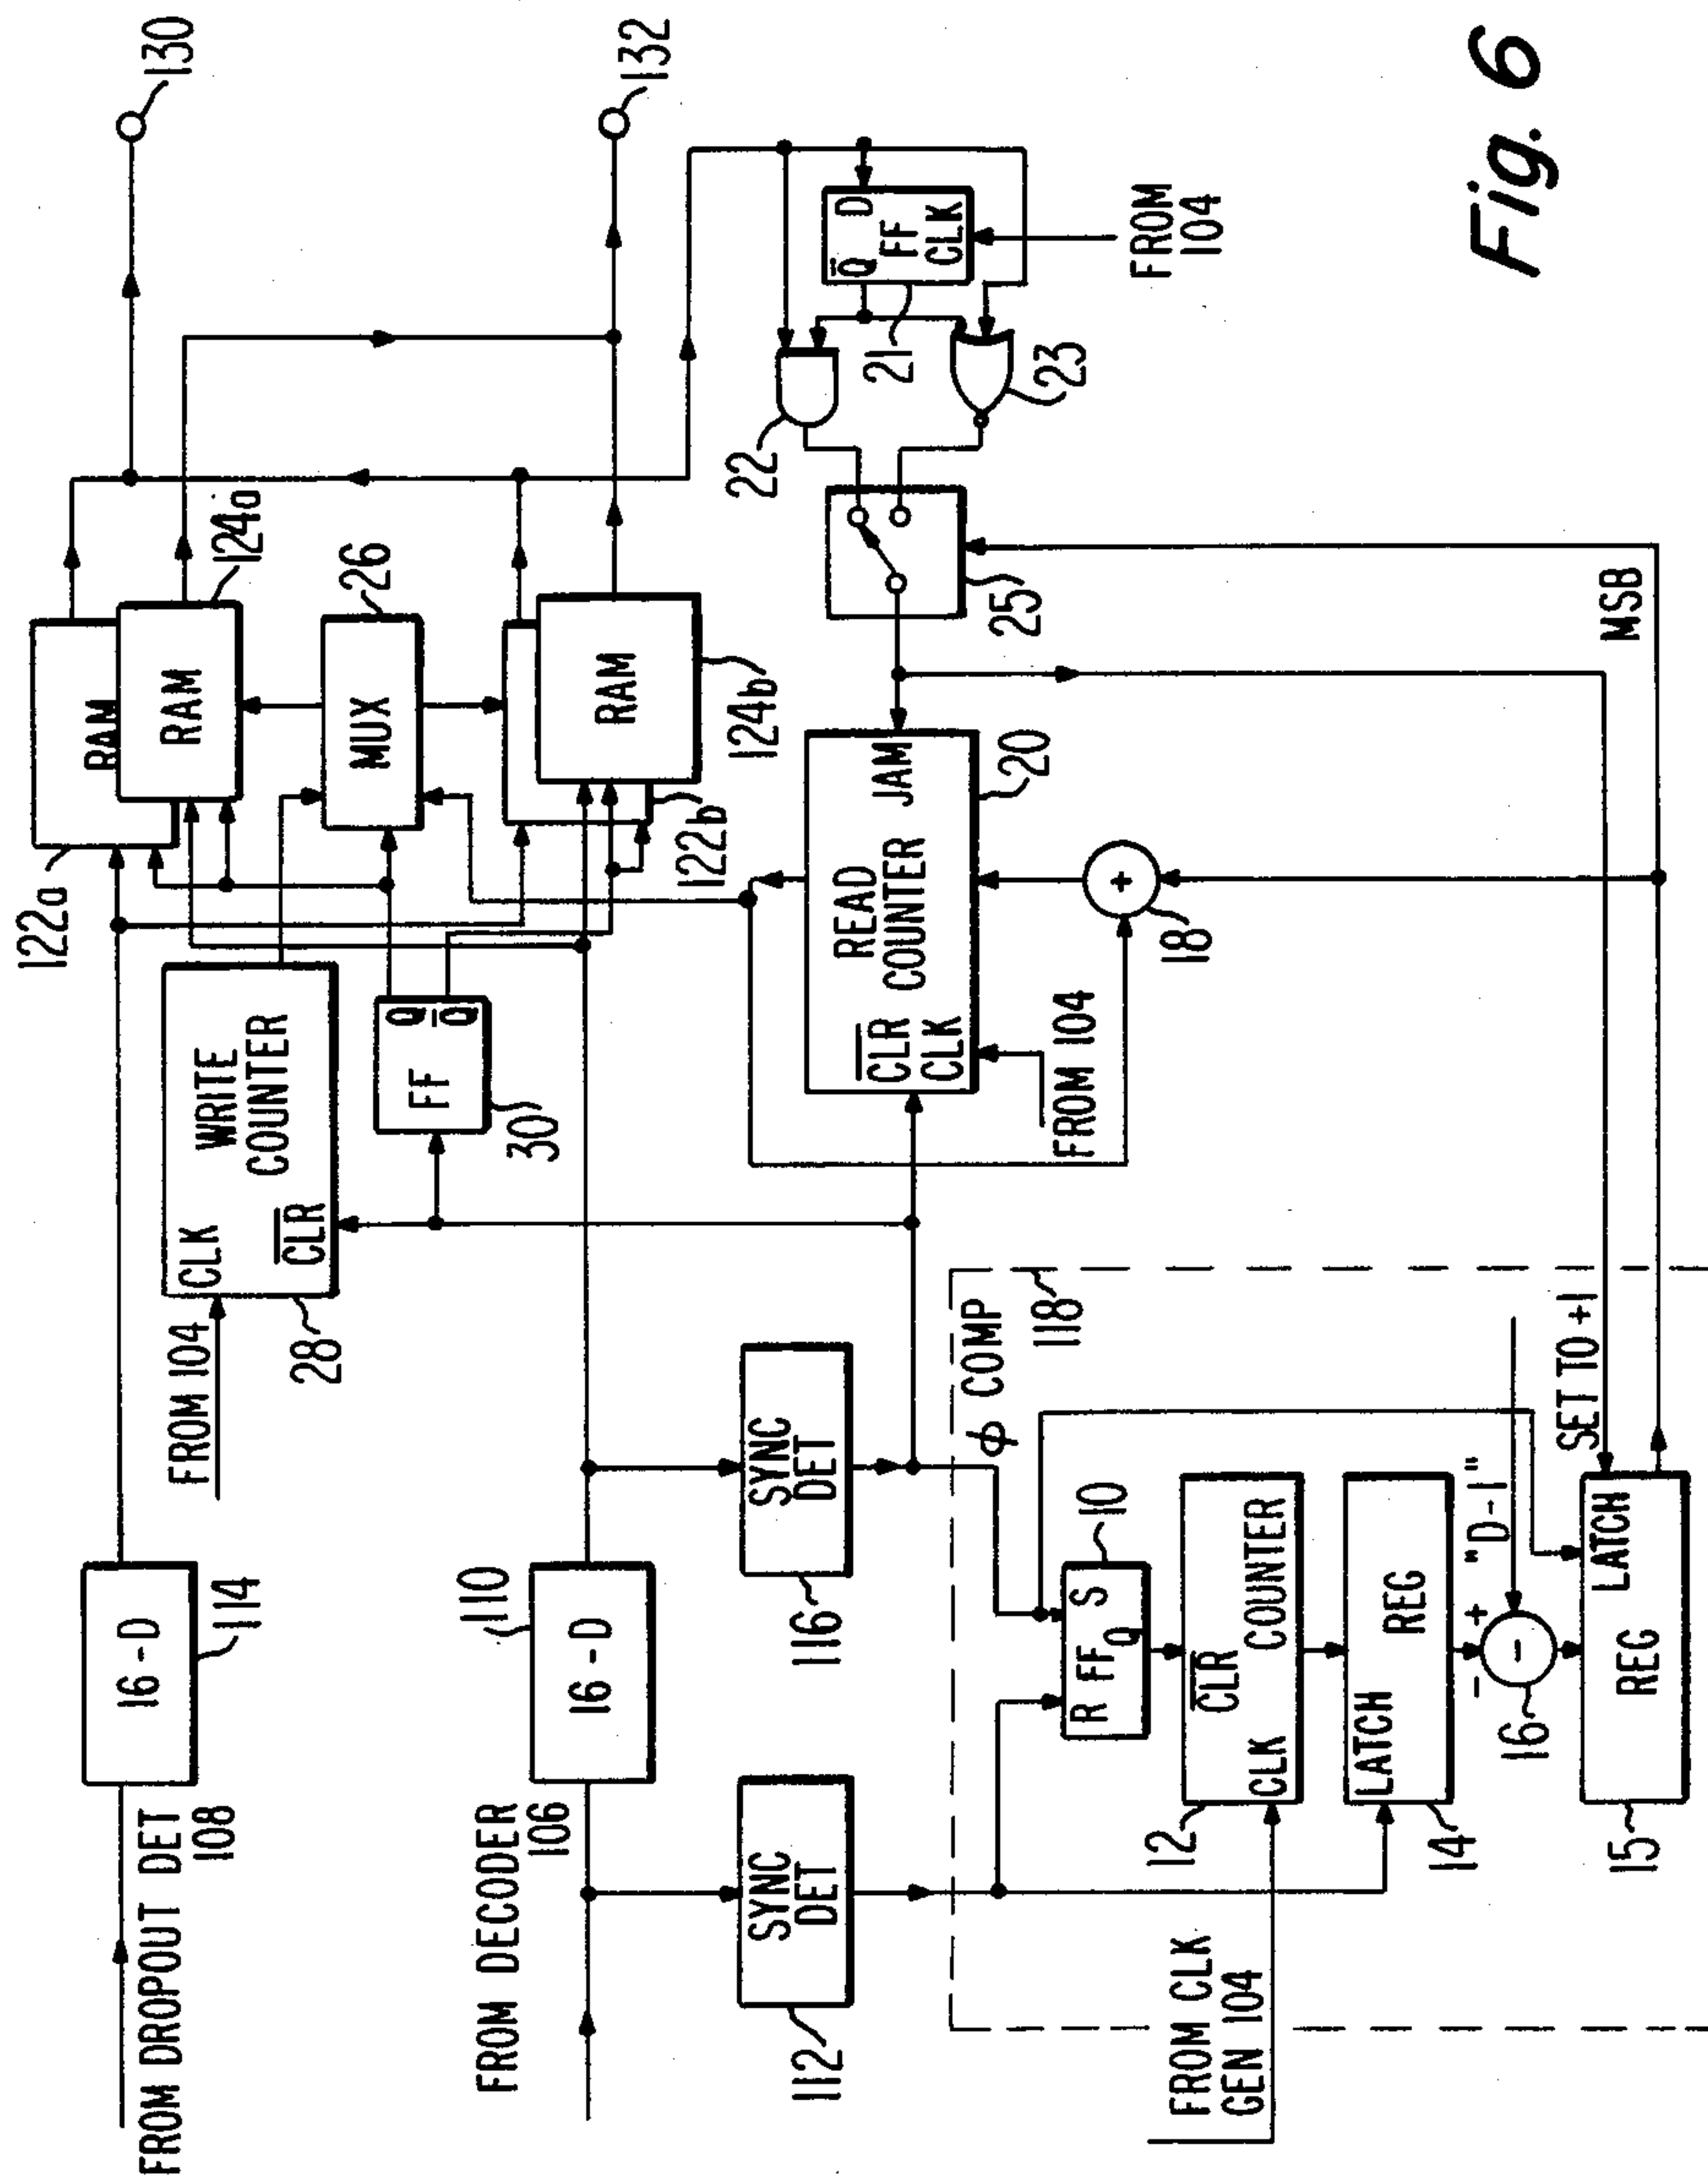 FROM DROPOUT DET
108
16-D
114
122a
RAM
RAM
124a
130
FROM 104
CLK
WRITE
COUNTER
CLR
28
MUX
26
FF
Q
Q
30
RAM
122b
124b
132
FROM DECODER
106
16-D
110
SYNC
DET
112
SYNC
DET
116
READ
COUNTER
CLR
CLK
JAM
20
FROM 104
+
18
25
22
23
21
Q
D
FF
CLK
FROM
104
MSB
φ COMP
118
FROM CLK
GEN 104
R
FF
S
Q
10
CLR
COUNTER
CLK
12
LATCH
REG
14
-
+
-
16
"D-1"
SET TO +1
LATCH
REG
15
Fig. 6